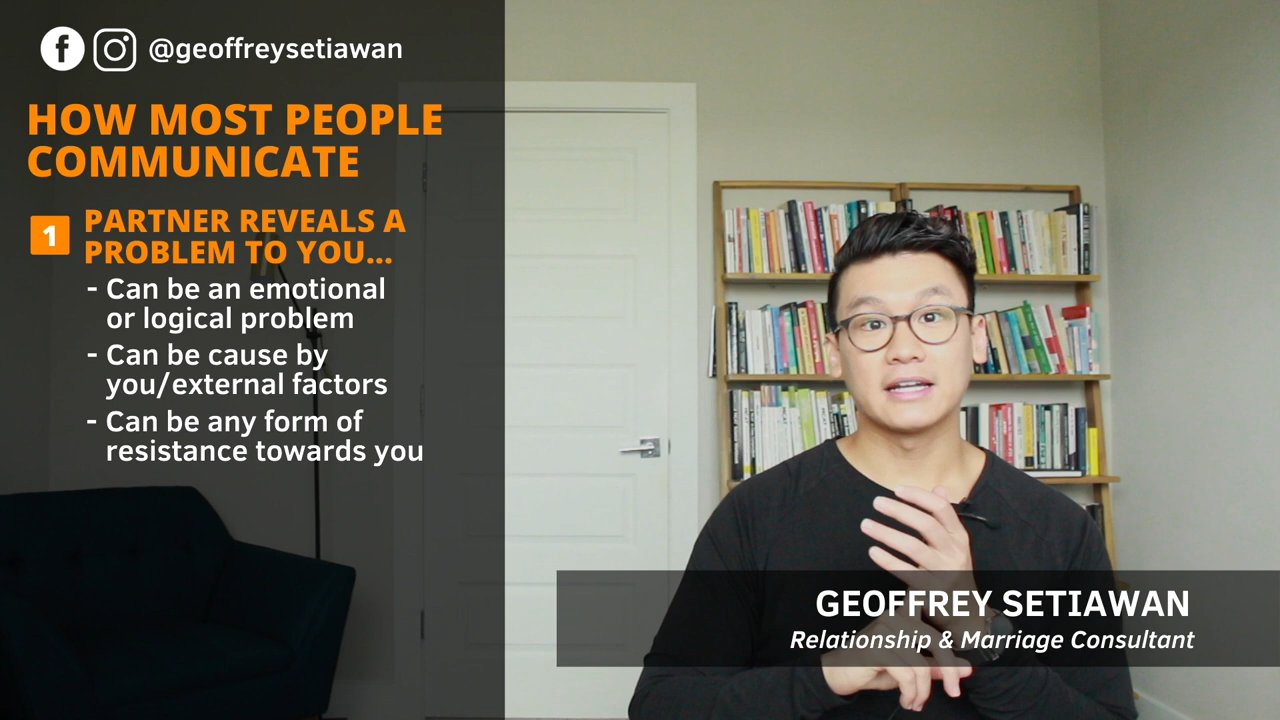 @geoffreysetiawan
HOW MOST PEOPLE
COMMUNICATE
1 PARTNER REVEALS A
PROBLEM TO YOU...
- Can be an emotional
or logical problem
- Can be cause by
you/external factors
- Can be any form of
resistance towards you
GEOFFREY SETIAWAN
Relationship & Marriage Consultant